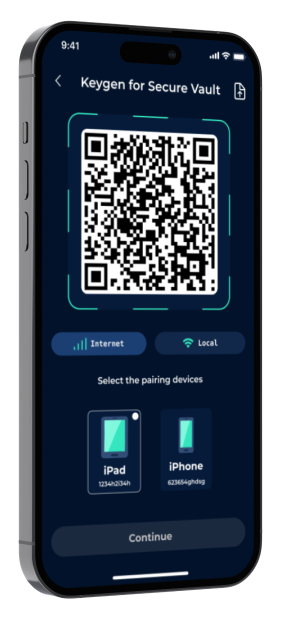 9:41
Keygen for Secure Vault
Internet
Local
Select the pairing devices
iPad
iPhone
1234h2i34h
623654ghdsg
Continue